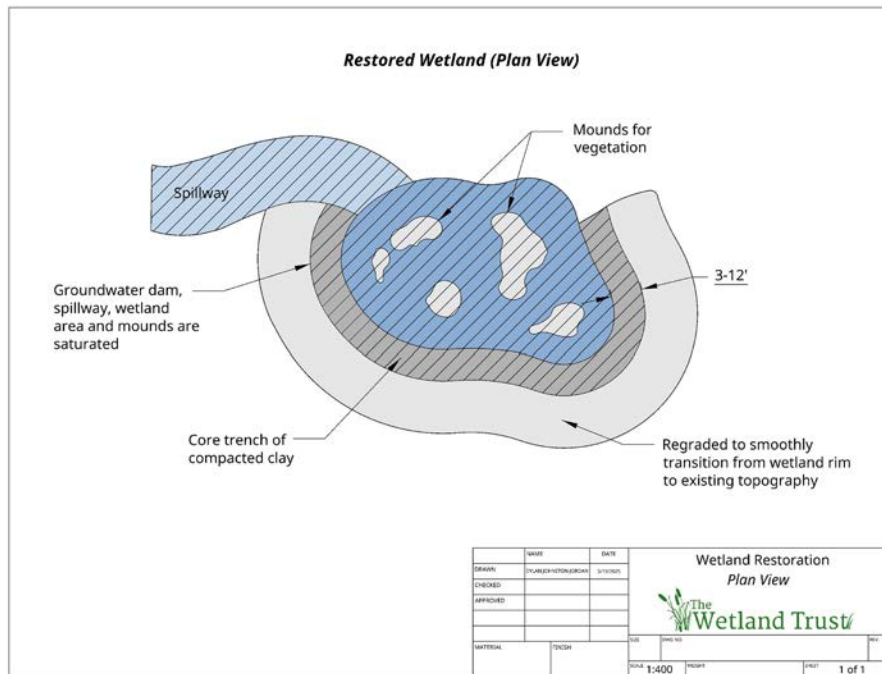 Restored Wetland (Plan View)
Mounds for
vegetation
Spillway
3-12'
Groundwater dam,
spillway, wetland
area and mounds are
saturated
Core trench of
compacted clay
Regraded to smoothly
transition from wetland rim
to existing topography
NAME
DATE
DRAWN
CHECKED
APPROVED
MATERIAL
FINISH
Wetland Restoration
Plan View
The
Wetland Trust
SIZE
DWG NO.
REV
SCALE 1:400
WEIGHT
SHEET 1 of 1